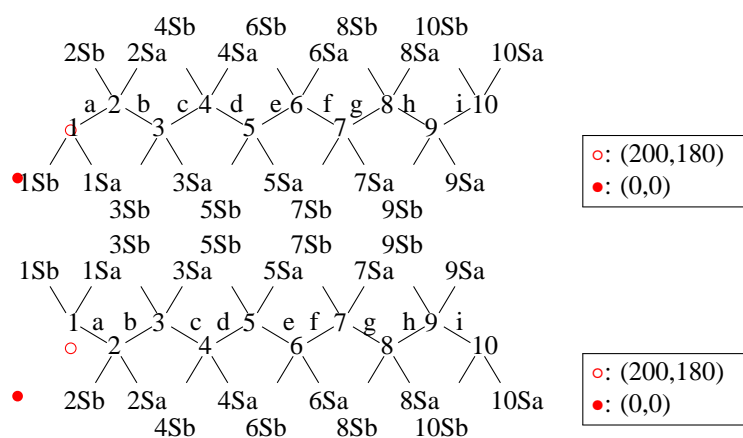 4Sb 6Sb 8Sb 10Sb
2Sb 2Sa 4Sa 6Sa 8Sa 10Sa
a 2 b c 4 d e 6 f g 8 h i 10
1 3 5 7 9
: (200,180)
1Sb 1Sa 3Sa 5Sa 7Sa 9Sa
: (0,0)
3Sb 5Sb 7Sb 9Sb
3Sb 5Sb 7Sb 9Sb
1Sb 1Sa 3Sa 5Sa 7Sa 9Sa
1 a b 3 c d 5 e f 7 g h 9 i
2 4 6 8 10
: (200,180)
2Sb 2Sa 4Sa 6Sa 8Sa 10Sa
: (0,0)
4Sb 6Sb 8Sb 10Sb